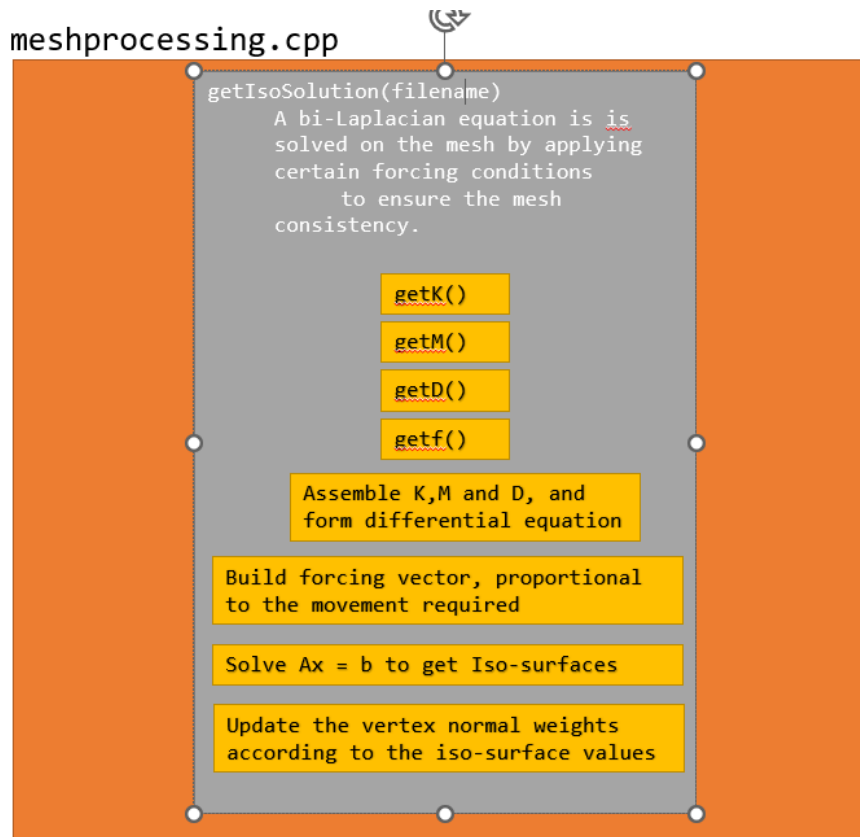 meshprocessing.cpp
getIsoSolution(filename)
A bi-Laplacian equation is is
solved on the mesh by applying
certain forcing conditions
to ensure the mesh
consistency.
getK()
getM()
getD()
getf()
Assemble K,M and D, and
form differential equation
Build forcing vector, proportional
to the movement required
Solve Ax = b to get Iso-surfaces
Update the vertex normal weights
according to the iso-surface values